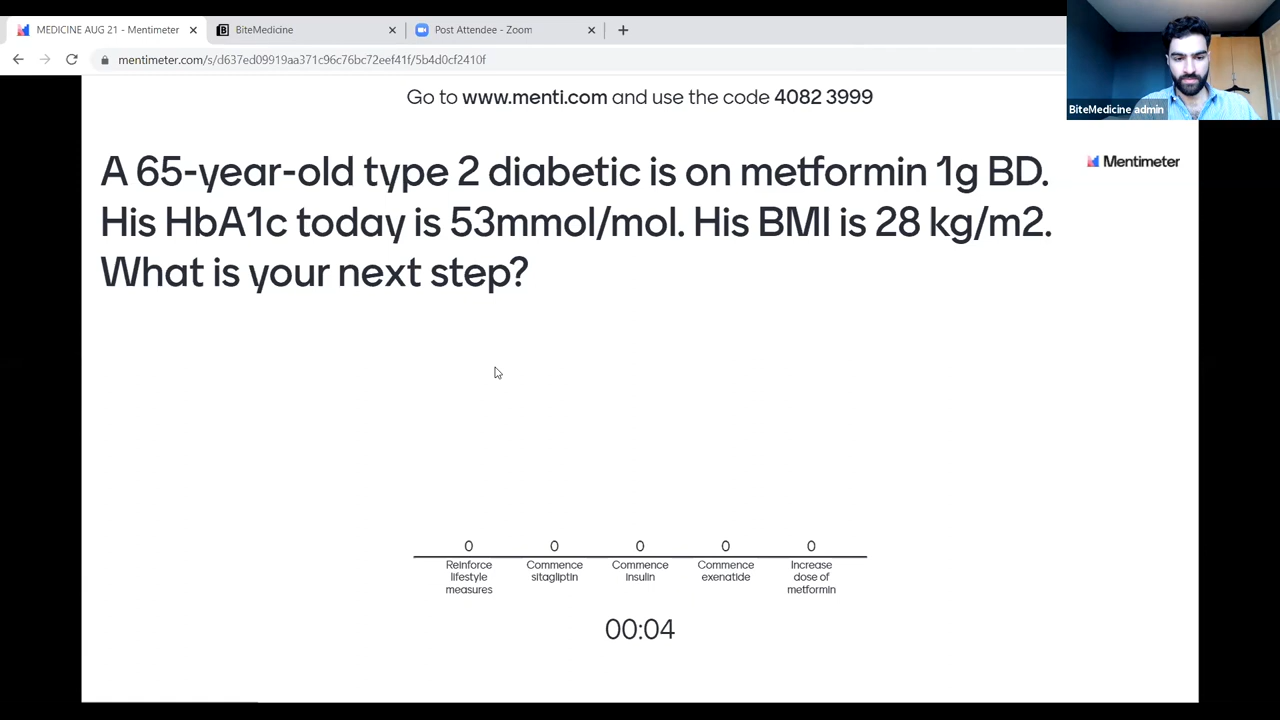 MEDICINE AUG 21 - Mentimeter
BiteMedicine
Post Attendee - Zoom
mentimeter.com/s/d637ed09919aa371c96c76bc72eef41f/5b4d0cf2410f
BiteMedicine admin
Go to www.menti.com and use the code 4082 3999
Mentimeter
A 65-year-old type 2 diabetic is on metformin 1g BD.
His HbA1c today is 53mmol/mol. His BMI is 28 kg/m2.
What is your next step?
0 0 0 0 0
Reinforce
lifestyle
measures
Commence
sitagliptin
Commence
insulin
Commence
exenatide
Increase
dose of
metformin
00:04